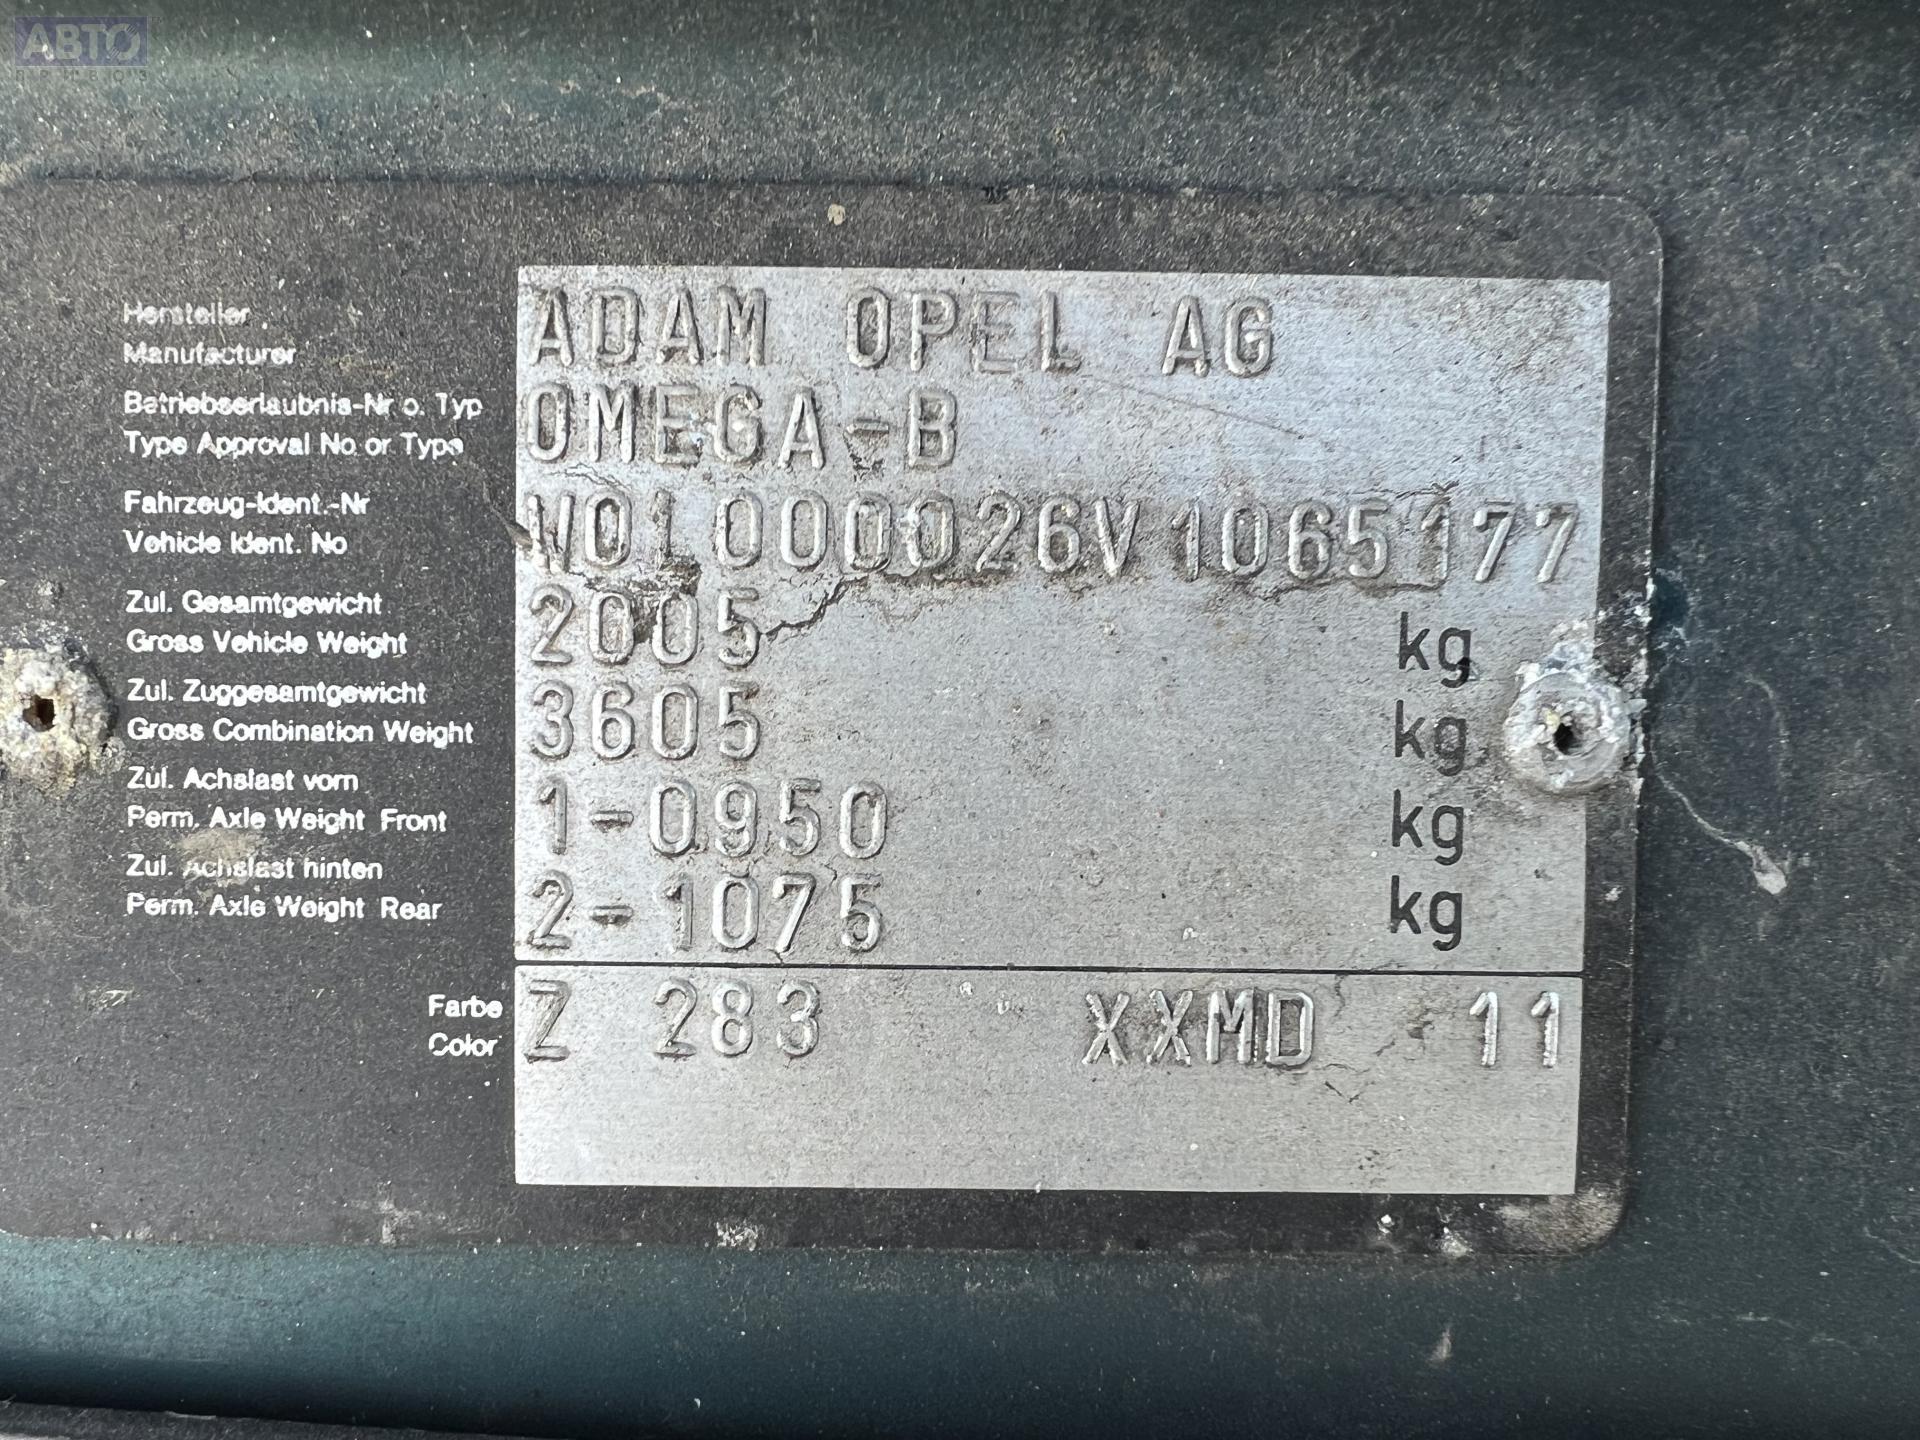 АВТО
ПРИВОЗ
Hersteller
Manufacturer
ADAM OPEL AG
Betriebserlaubnis-Nr o. Typ
Type Approval No or Type
OMEGA-B
Fahrzeug-Ident.-Nr
Vehicle Ident. No
W0L000026V1065177
Zul. Gesamtgewicht
Gross Vehicle Weight
2005 kg
Zul. Zuggesamtgewicht
Gross Combination Weight
3605 kg
Zul. Achslast vorn
Perm. Axle Weight Front
1-0950 kg
Zul. Achslast hinten
Perm. Axle Weight Rear
2-1075 kg
Farbe
Color
Z 283 XXMD 11